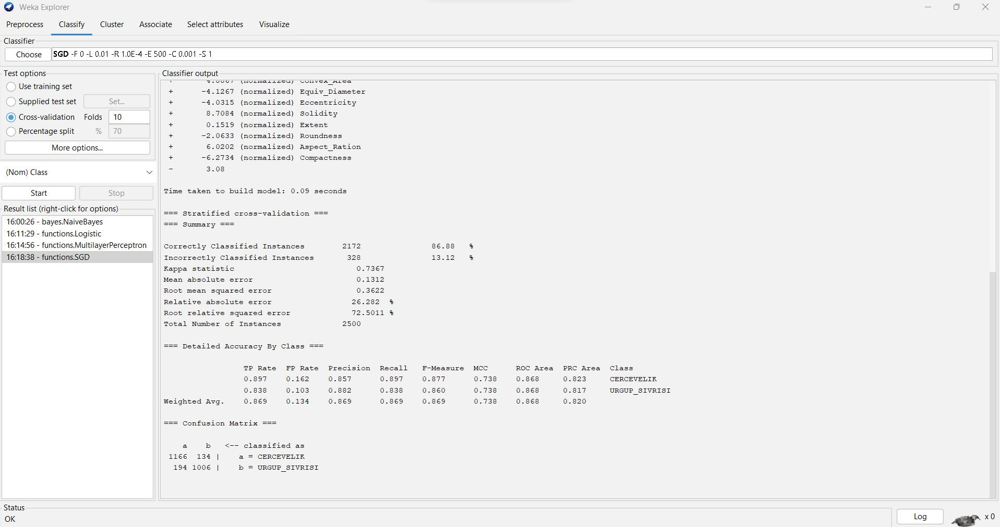 Weka Explorer
Preprocess Classify Cluster Associate Select attributes Visualize
Classifier
Choose SGD -F 0 -L 0.01 -R 1.0E-4 -E 500 -C 0.001 -S 1
Test options
Use training set
Supplied test set Set...
Cross-validation Folds 10
Percentage split % 70
More options...
(Nom) Class
Start Stop
Result list (right-click for options)
16:00:26 - bayes.NaiveBayes
16:11:29 - functions.Logistic
16:14:56 - functions.MultilayerPerceptron
16:18:38 - functions.SGD
Classifier output
(normalized) Convex_Area
+ -4.1267 (normalized) Equiv_Diameter
+ -4.0315 (normalized) Eccentricity
+ 8.7084 (normalized) Solidity
+ 0.1519 (normalized) Extent
+ -2.0633 (normalized) Roundness
+ 6.0202 (normalized) Aspect_Ration
+ -6.2734 (normalized) Compactness
- 3.08
Time taken to build model: 0.09 seconds
=== Stratified cross-validation ===
=== Summary ===
Correctly Classified Instances 2172 86.88 %
Incorrectly Classified Instances 328 13.12 %
Kappa statistic 0.7367
Mean absolute error 0.1312
Root mean squared error 0.3622
Relative absolute error 26.282 %
Root relative squared error 72.5011 %
Total Number of Instances 2500
=== Detailed Accuracy By Class ===
TP Rate FP Rate Precision Recall F-Measure MCC ROC Area PRC Area Class
0.897 0.162 0.857 0.897 0.877 0.738 0.868 0.823 CERCEVELIK
0.838 0.103 0.882 0.838 0.860 0.738 0.868 0.817 URGUP_SIVRISI
Weighted Avg. 0.869 0.134 0.869 0.869 0.869 0.738 0.868 0.820
=== Confusion Matrix ===
a b <-- classified as
1166 134 | a = CERCEVELIK
194 1006 | b = URGUP_SIVRISI
Status
OK
Log x 0